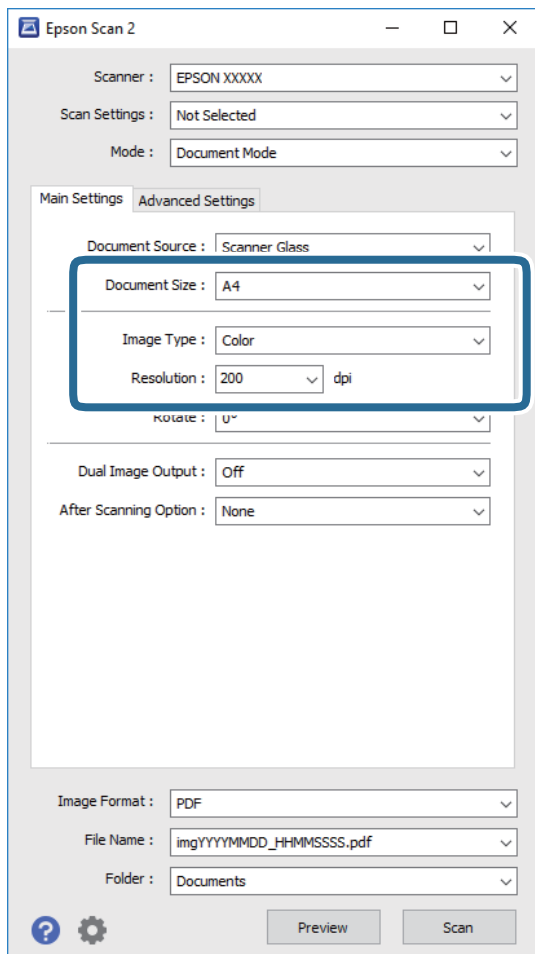 Epson Scan 2
Scanner : EPSON XXXXX
Scan Settings : Not Selected
Mode : Document Mode
Main Settings Advanced Settings
Document Source : Scanner Glass
Document Size : A4
Image Type : Color
Resolution : 200 dpi
Rotate : 0°
Dual Image Output : Off
After Scanning Option : None
Image Format : PDF
File Name : imgYYYYMMDD_HHMMSSSS.pdf
Folder : Documents
? Preview Scan